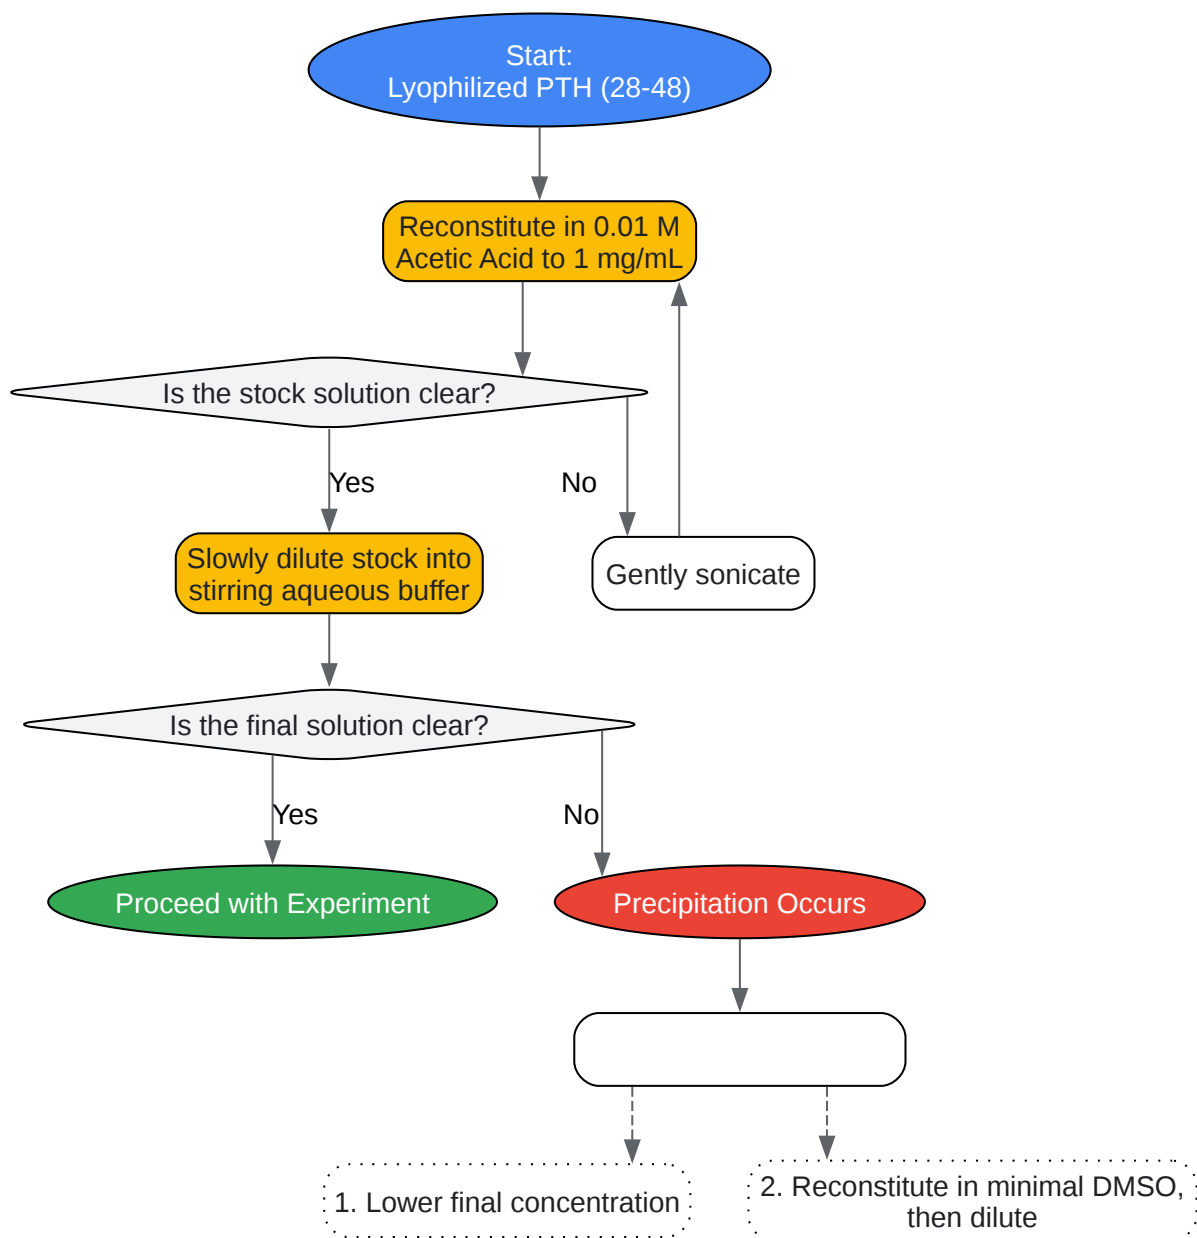 Start:
Lyophilized PTH (28-48)
Reconstitute in 0.01 M
Acetic Acid to 1 mg/mL
Is the stock solution clear?
Yes
No
Slowly dilute stock into
stirring aqueous buffer
Gently sonicate
Is the final solution clear?
Yes
No
Proceed with Experiment
Precipitation Occurs
1. Lower final concentration
2. Reconstitute in minimal DMSO,
then dilute